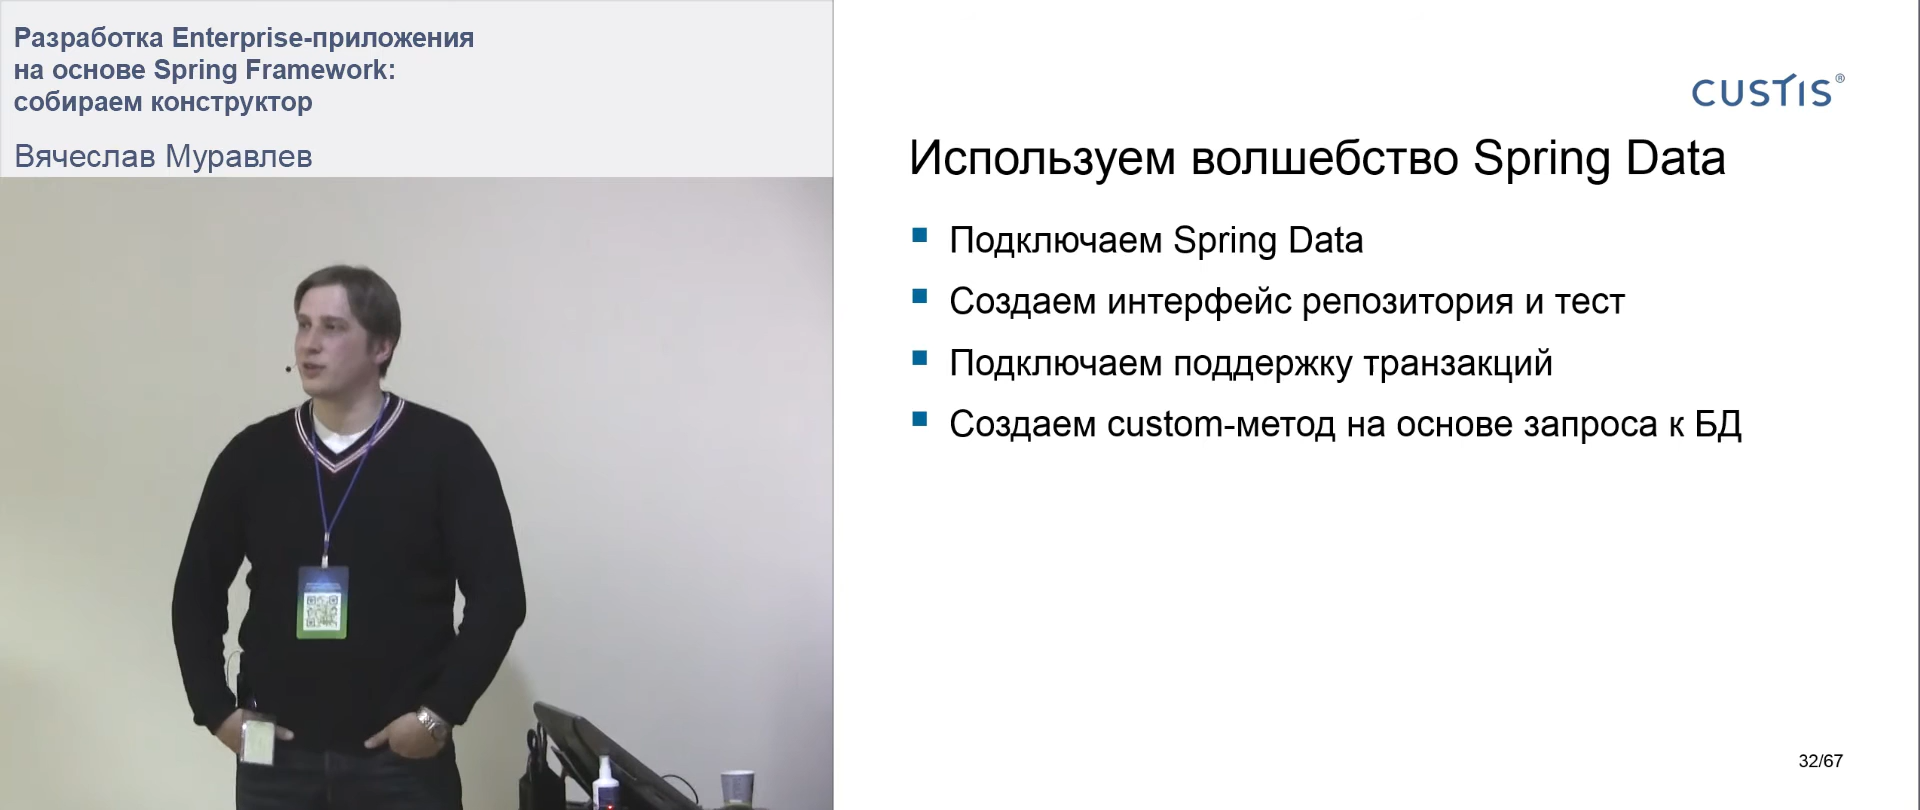 Разработка Enterprise-приложения
на основе Spring Framework:
собираем конструктор
Вячеслав Муравлев
CUSTIS®
Используем волшебство Spring Data
Подключаем Spring Data
Создаем интерфейс репозитория и тест
Подключаем поддержку транзакций
Создаем custom-метод на основе запроса к БД
32/67